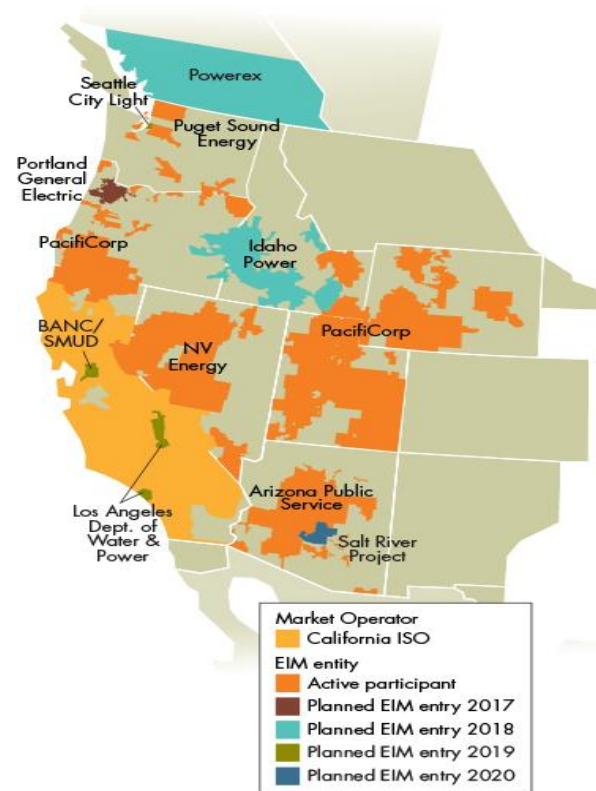 Powerex
Seattle
City Light
Puget Sound
Energy
Portland
General
Electric
PacifiCorp
Idaho
Power
BANC/
SMUD
NV
Energy
PacifiCorp
Los Angeles
Dept. of
Water &
Power
Arizona Public
Service
Salt River
Project
Market Operator
California ISO
EIM entity
Active participant
Planned EIM entry 2017
Planned EIM entry 2018
Planned EIM entry 2019
Planned EIM entry 2020